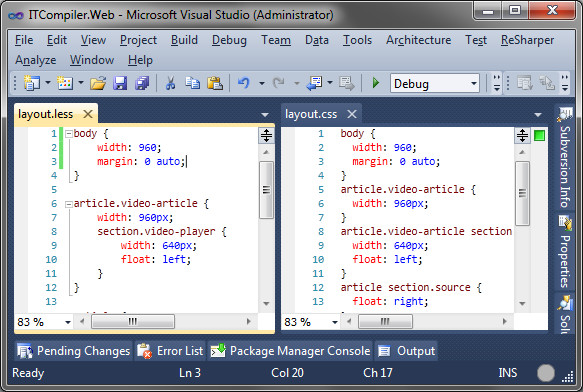 ITCompiler.Web - Microsoft Visual Studio (Administrator)
File Edit View Project Build Debug Team Data Tools Architecture Test ReSharper
Analyze Window Help
Debug
layout.less
1 body {
2 width: 960;
3 margin: 0 auto;
4 }
5
6 article.video-article {
7 width: 960px;
8 section.video-player {
9 width: 640px;
10 float: left;
11 }
12 }
13
83 %
layout.css
1 body {
2 width: 960;
3 margin: 0 auto;
4 }
5 article.video-article {
6 width: 960px;
7 }
8 article.video-article section
9 width: 640px;
10 float: left;
11 }
12 article section.source {
13 float: right;
83 %
Subversion Info
Properties
Pending Changes Error List Package Manager Console Output
Ready Ln 3 Col 20 Ch 17 INS